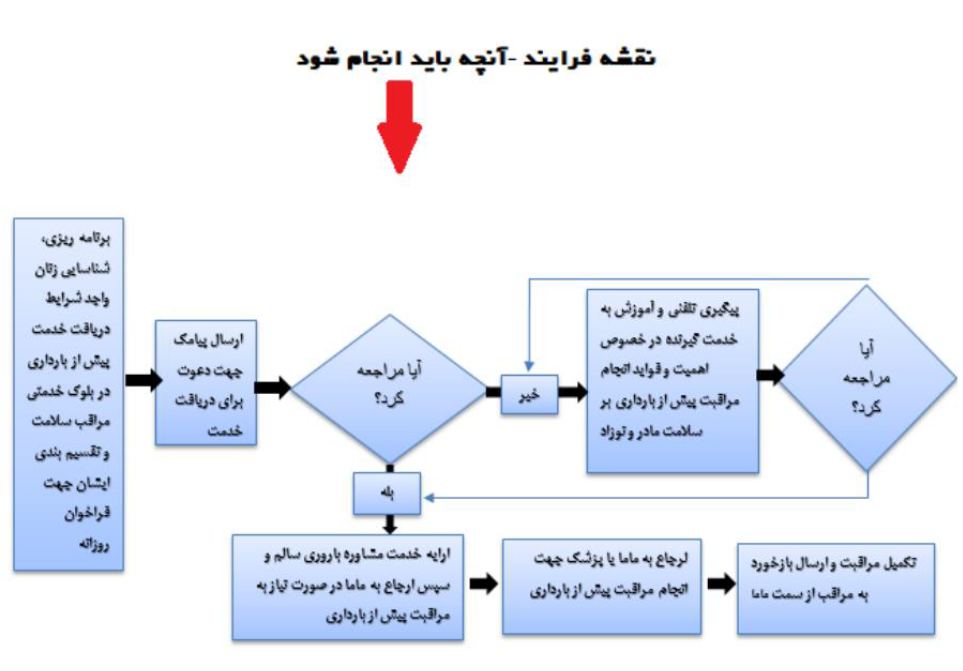 نقشه فرایند -آنچه باید انجام شود
برنامه ریزی،
شناسایی زنان
واجد شرایط
دریافت خدمت
پیش از بارداری
در بلوک خدمتی
مراقب سلامت
و تقسیم بندی
ایشان جهت
فراخوان
روزانه
ارسال پیامک
جهت دعوت
برای دریافت
خدمت
آیا مراجعه
کرد؟
خیر
پیگیری تلفنی و آموزش به
خدمت گیرنده در خصوص
اهمیت و فواید انجام
مراقبت پیش از بارداری بر
سلامت مادر و نوزاد
آیا
مراجعه
کرد؟
بله
ارایه خدمت مشاوره باروری سالم و
سپس ارجاع به ماما در صورت نیاز به
مراقبت پیش از بارداری
ارجاع به ماما یا پزشک جهت
انجام مراقبت پیش از بارداری
تکمیل مراقبت و ارسال بازخورد
به مراقب از سمت ماما